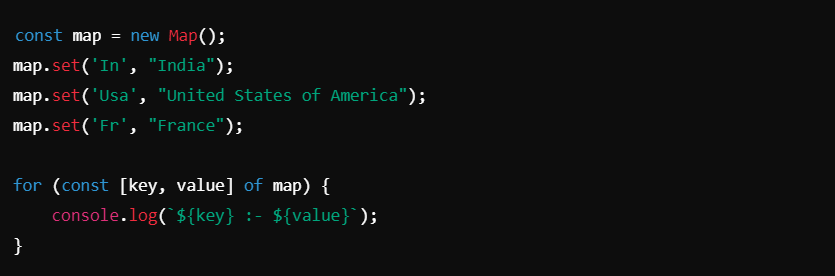 const map = new Map();
map.set('In', "India");
map.set('Usa', "United States of America");
map.set('Fr', "France");

for (const [key, value] of map) {
    console.log(`${key} :- ${value}`);
}